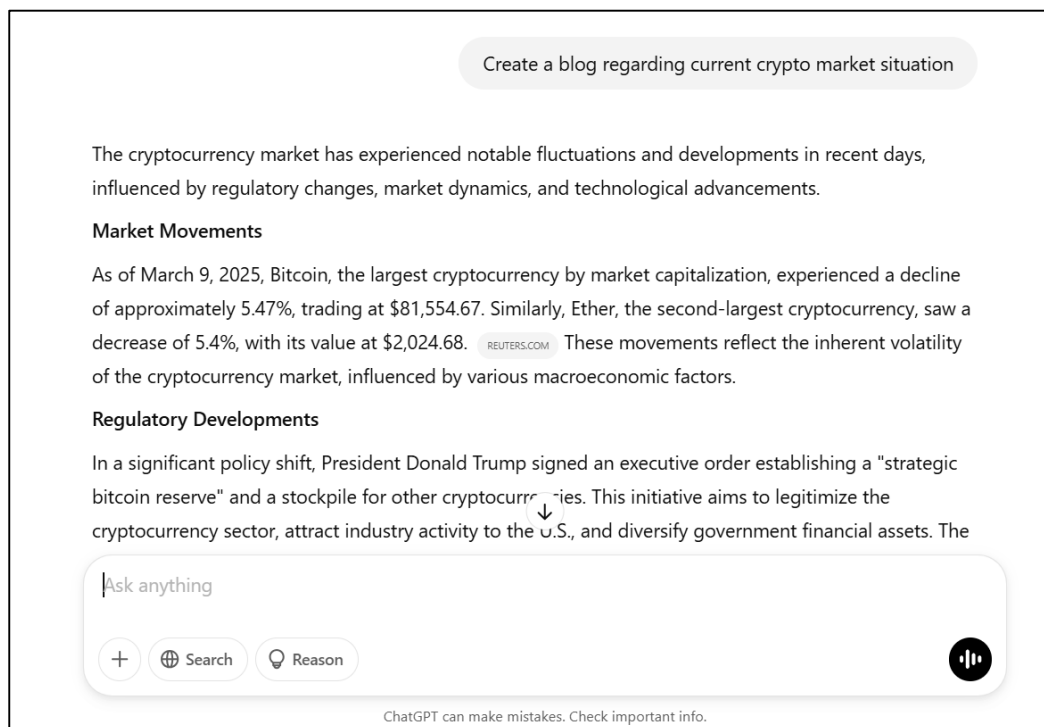 Create a blog regarding current crypto market situation
The cryptocurrency market has experienced notable fluctuations and developments in recent days,
influenced by regulatory changes, market dynamics, and technological advancements.
Market Movements
As of March 9, 2025, Bitcoin, the largest cryptocurrency by market capitalization, experienced a decline
of approximately 5.47%, trading at $81,554.67. Similarly, Ether, the second-largest cryptocurrency, saw a
decrease of 5.4%, with its value at $2,024.68. REUTERS.COM These movements reflect the inherent volatility
of the cryptocurrency market, influenced by various macroeconomic factors.
Regulatory Developments
In a significant policy shift, President Donald Trump signed an executive order establishing a "strategic
bitcoin reserve" and a stockpile for other cryptocurrencies. This initiative aims to legitimize the
cryptocurrency sector, attract industry activity to the U.S., and diversify government financial assets. The
Ask anything
Search Reason
ChatGPT can make mistakes. Check important info.